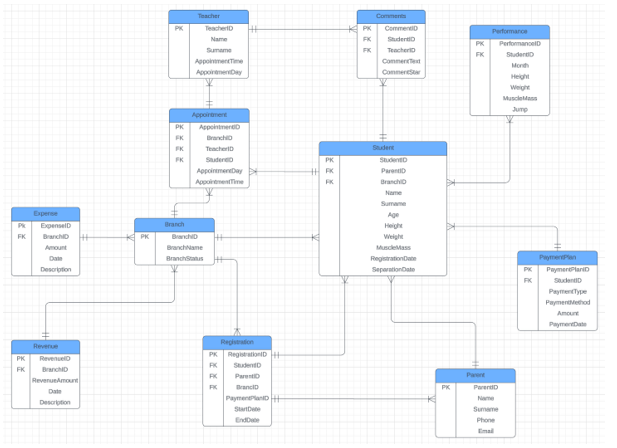 Teacher
PK TeacherID
Name
Surname
AppointmentTime
AppointmentDay
Comments
PK CommentID
FK StudentID
FK TeacherID
CommentText
CommentStar
Performance
PK PerformanceID
FK StudentID
Month
Height
Weight
MuscleMass
Jump
Appointment
PK AppointmentID
FK BranchID
FK TeacherID
FK StudentID
AppointmentDay
AppointmentTime
Student
PK StudentID
FK ParentID
FK BranchID
Name
Surname
Age
Height
Weight
MuscleMass
RegistrationDate
SeparationDate
Expense
Pk ExpenseID
FK BranchID
Amount
Date
Description
Branch
PK BranchID
BranchName
BranchStatus
PaymentPlan
PK PaymentPlanID
FK StudentID
PaymentType
PaymentMethod
Amount
PaymentDate
Revenue
PK RevenueID
FK BranchID
RevenueAmount
Date
Description
Registration
PK RegistrationID
FK StudentID
FK ParentID
FK BrancID
PaymentPlanID
StartDate
EndDate
Parent
PK ParentID
Name
Surname
Phone
Email